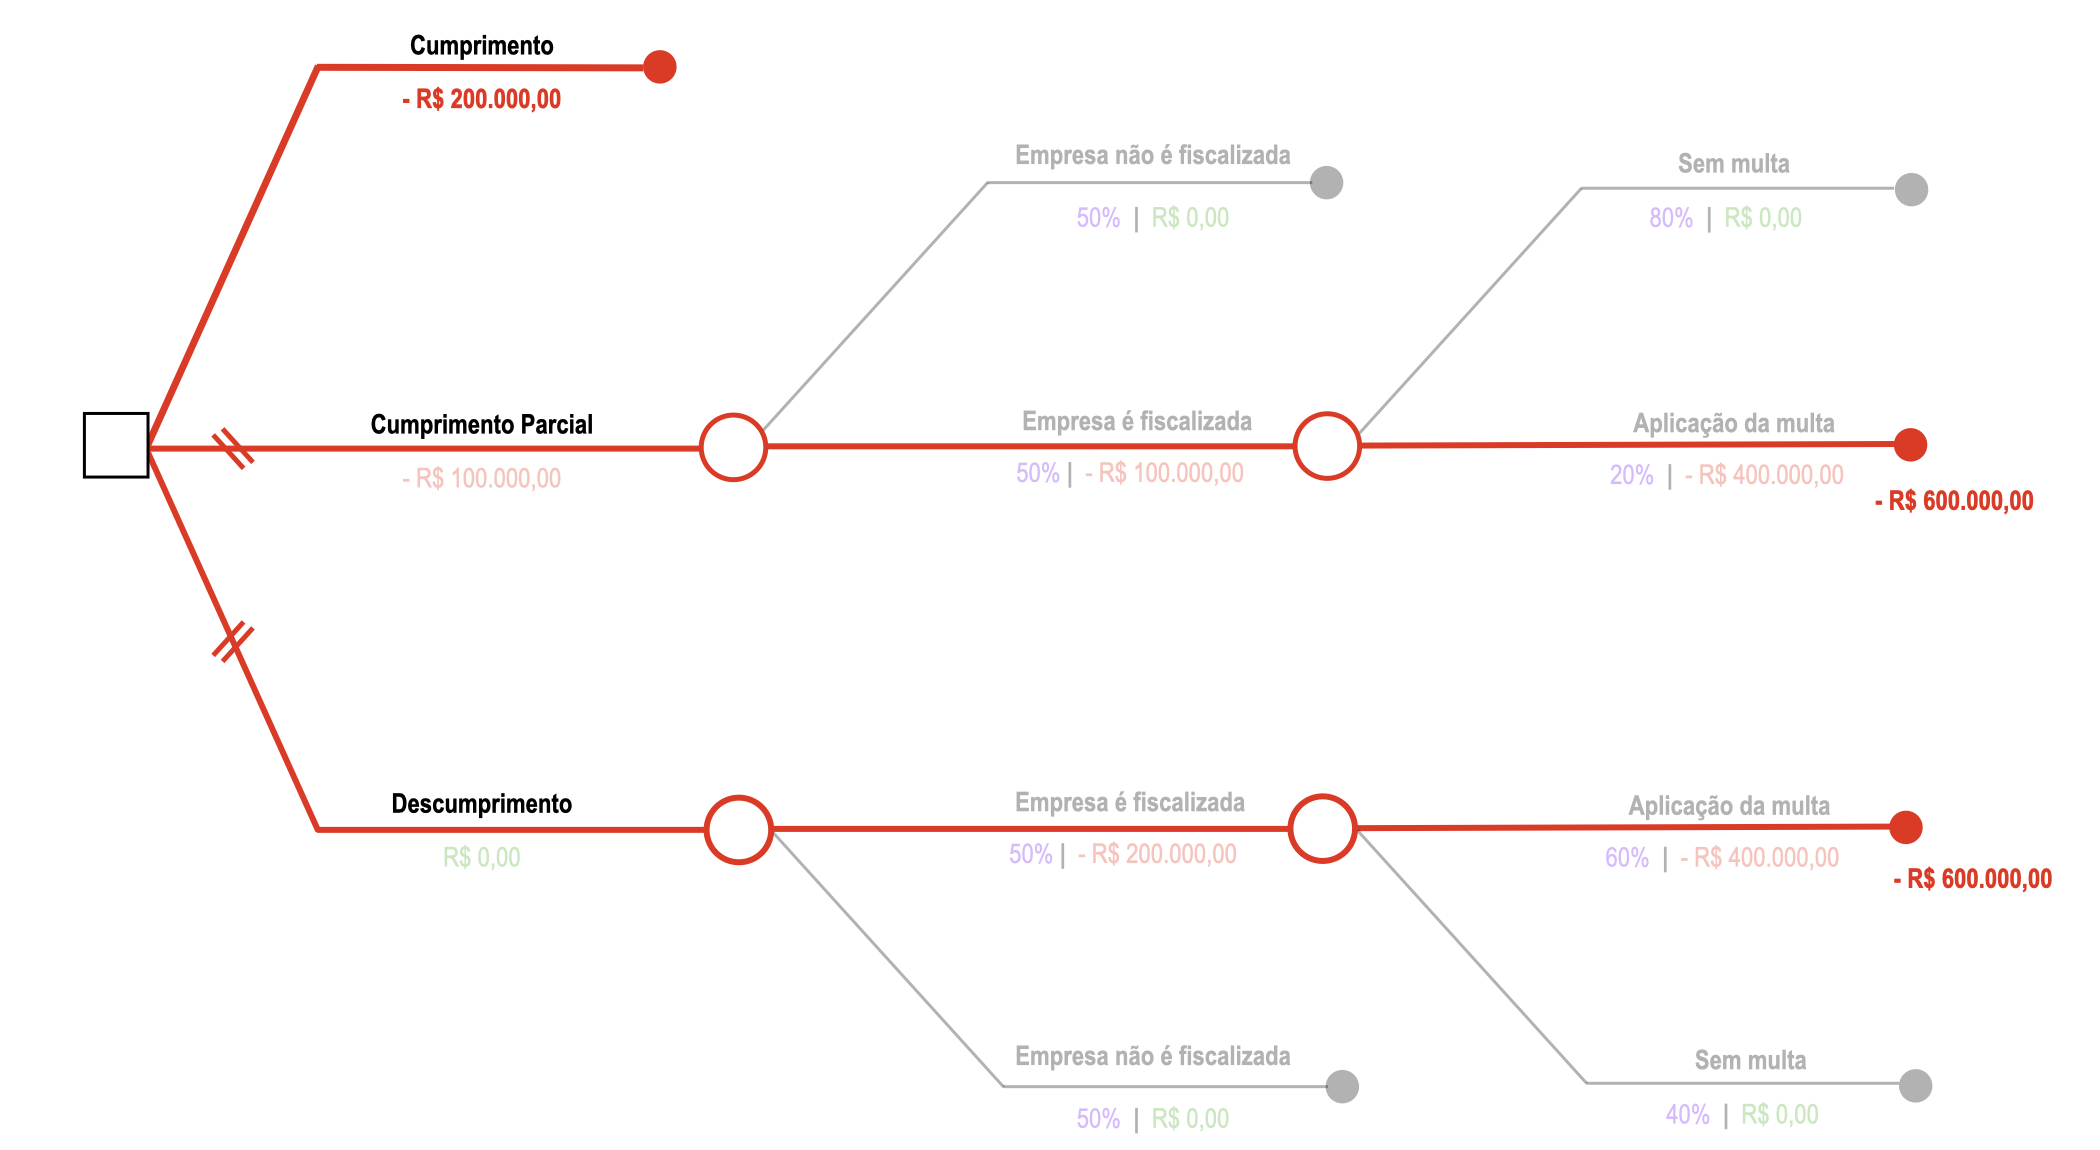 Cumprimento
- R$ 200.000,00
Empresa não é fiscalizada
50% | R$ 0,00
Sem multa
80% | R$ 0,00
Cumprimento Parcial
- R$ 100.000,00
Empresa é fiscalizada
50% | - R$ 100.000,00
Aplicação da multa
20% | - R$ 400.000,00
- R$ 600.000,00
Descumprimento
R$ 0,00
Empresa é fiscalizada
50% | - R$ 200.000,00
Aplicação da multa
60% | - R$ 400.000,00
- R$ 600.000,00
Empresa não é fiscalizada
50% | R$ 0,00
Sem multa
40% | R$ 0,00